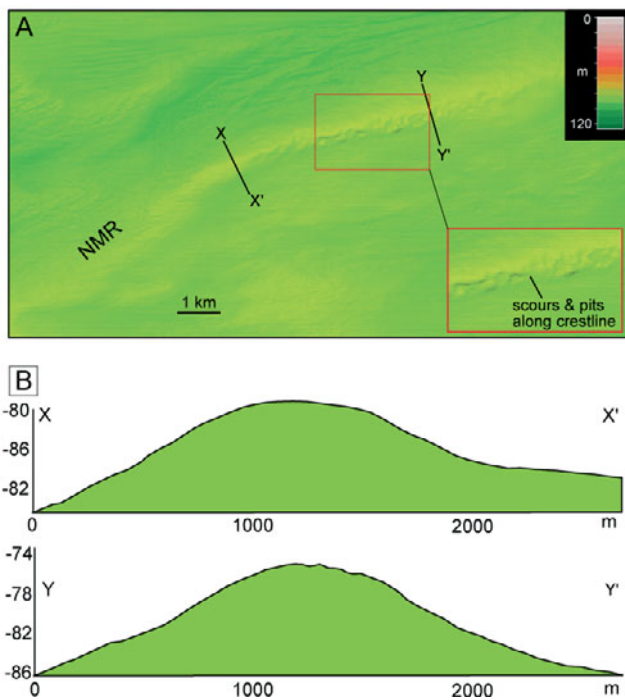 A
0
m
120
Y
X
Y'
X'
NMR
1 km
scours & pits
along crestline
B
-80
X
X'
-86
-82
0
1000
2000
m
-74
-78
Y
Y'
-82
-86
0
1000
2000
m